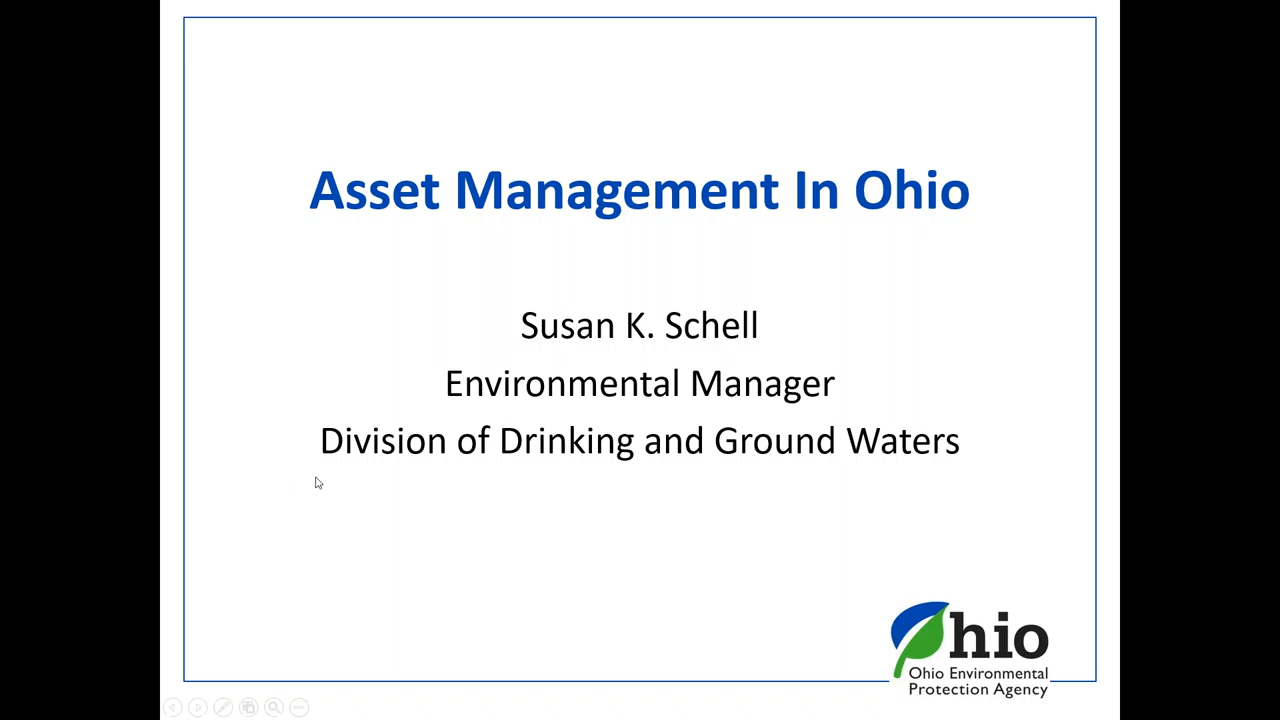 Asset Management In Ohio
Susan K. Schell
Environmental Manager
Division of Drinking and Ground Waters
Ohio
Ohio Environmental
Protection Agency